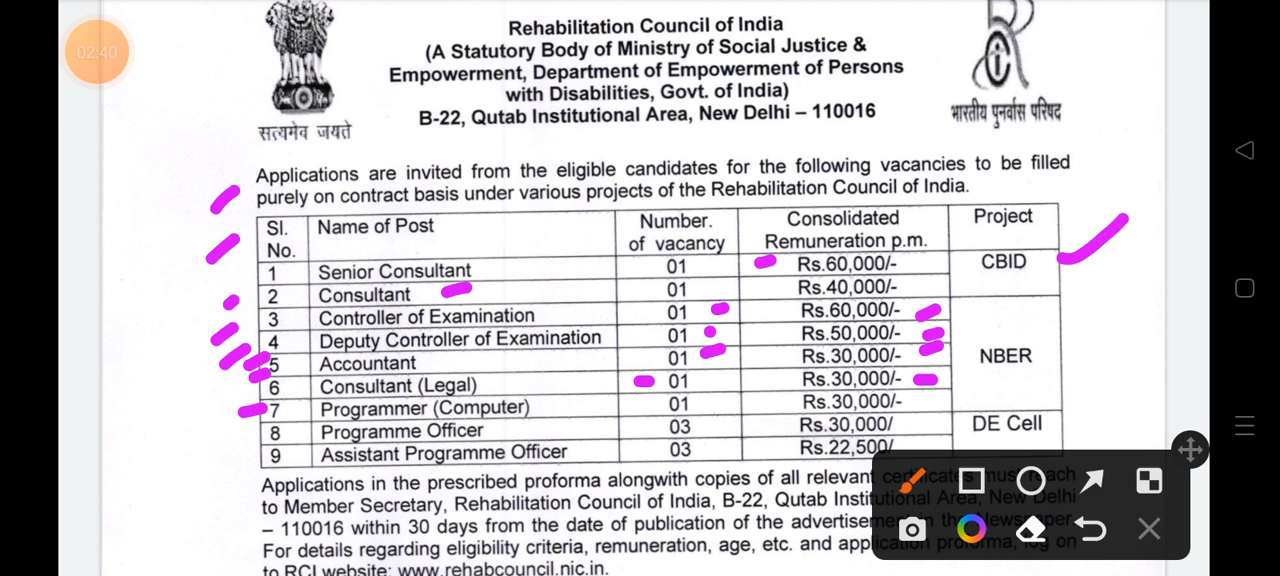 02:40
Rehabilitation Council of India
(A Statutory Body of Ministry of Social Justice &
Empowerment, Department of Empowerment of Persons
with Disabilities, Govt. of India)
B-22, Qutab Institutional Area, New Delhi – 110016
सत्यमेव जयते
भारतीय पुनर्वास परिषद
Applications are invited from the eligible candidates for the following vacancies to be filled
purely on contract basis under various projects of the Rehabilitation Council of India.
Sl. No. Name of Post Number. of vacancy Consolidated Remuneration p.m. Project
1 Senior Consultant 01 Rs.60,000/- CBID
2 Consultant 01 Rs.40,000/-
3 Controller of Examination 01 Rs.60,000/-
4 Deputy Controller of Examination 01 Rs.50,000/-
5 Accountant 01 Rs.30,000/- NBER
6 Consultant (Legal) 01 Rs.30,000/-
7 Programmer (Computer) 01 Rs.30,000/-
8 Programme Officer 03 Rs.30,000/ DE Cell
9 Assistant Programme Officer 03 Rs.22,500/
Applications in the prescribed proforma alongwith copies of all relevant certificates must reach
to Member Secretary, Rehabilitation Council of India, B-22, Qutab Institutional Area, New Delhi
– 110016 within 30 days from the date of publication of the advertisement in the Newspaper.
For details regarding eligibility criteria, remuneration, age, etc. and application proforma, log on
to RCI website: www.rehabcouncil.nic.in.